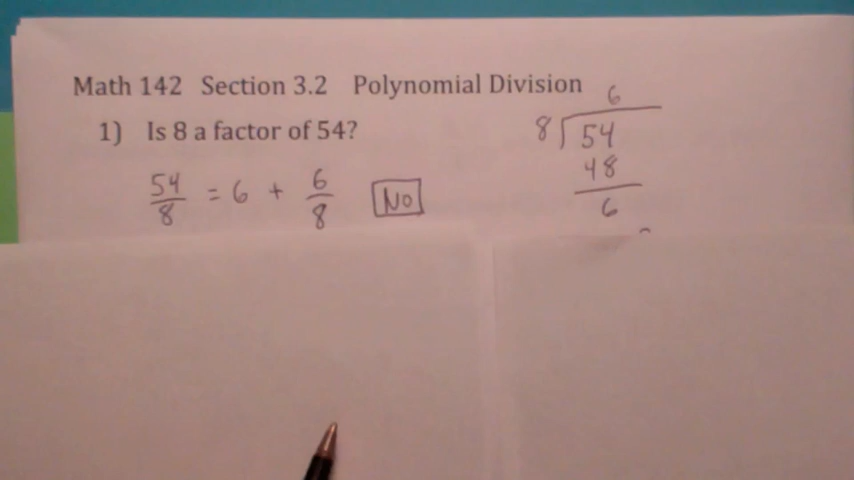 Math 142 Section 3.2 Polynomial Division
1) Is 8 a factor of 54?
54/8 = 6 + 6/8 No
6
8)54
48
6